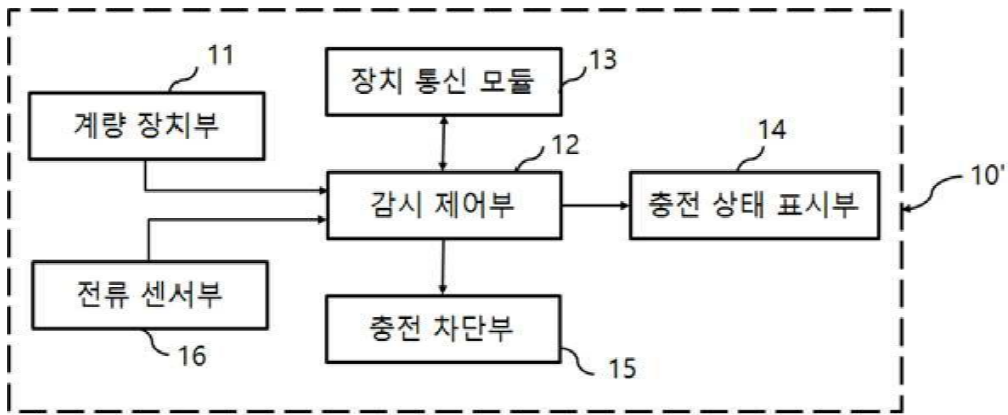 11
장치 통신 모듈
13
계량 장치부
12
14
감시 제어부
충전 상태 표시부
10'
전류 센서부
충전 차단부
16
15